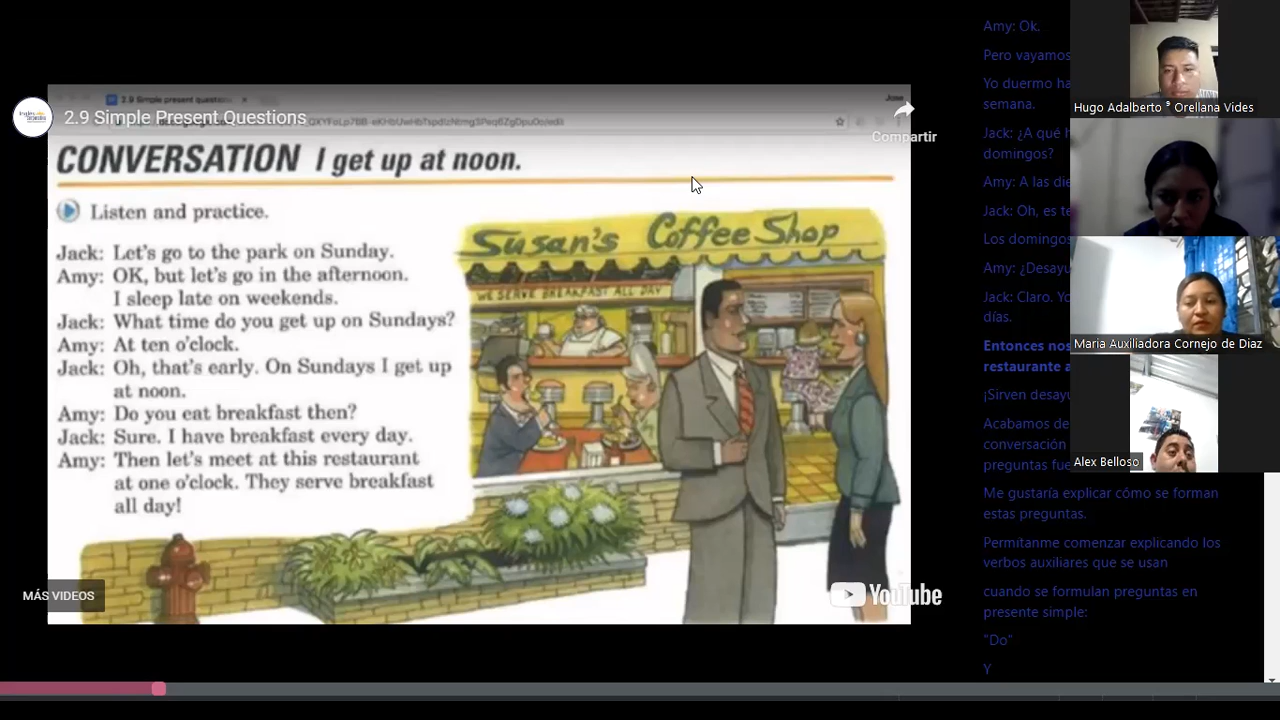 2.9 Simple present questions
2.9 Simple Present Questions
Compartir
CONVERSATION I get up at noon.
Listen and practice.
Jack: Let's go to the park on Sunday.
Amy: OK, but let's go in the afternoon.
I sleep late on weekends.
Jack: What time do you get up on Sundays?
Amy: At ten o'clock.
Jack: Oh, that's early. On Sundays I get up
at noon.
Amy: Do you eat breakfast then?
Jack: Sure. I have breakfast every day.
Amy: Then let's meet at this restaurant
at one o'clock. They serve breakfast
all day!
Susan's Coffee Shop
WE SERVE BREAKFAST ALL DAY
MÁS VIDEOS
YouTube
Amy: Ok.
Pero vayamos
Yo duermo ha
semana.
Jack: ¿A qué h
domingos?
Amy: A las die
Jack: Oh, es te
Los domingos
Amy: ¿Desayu
Jack: Claro. Yo
días.
Entonces nos
restaurante a
¡Sirven desayu
Acabamos de
conversación
preguntas fue
Me gustaría explicar cómo se forman
estas preguntas.
Permítanme comenzar explicando los
verbos auxiliares que se usan
cuando se formulan preguntas en
presente simple:
"Do"
Y
Hugo Adalberto ª Orellana Vides
Maria Auxiliadora Cornejo de Diaz
Alex Belloso